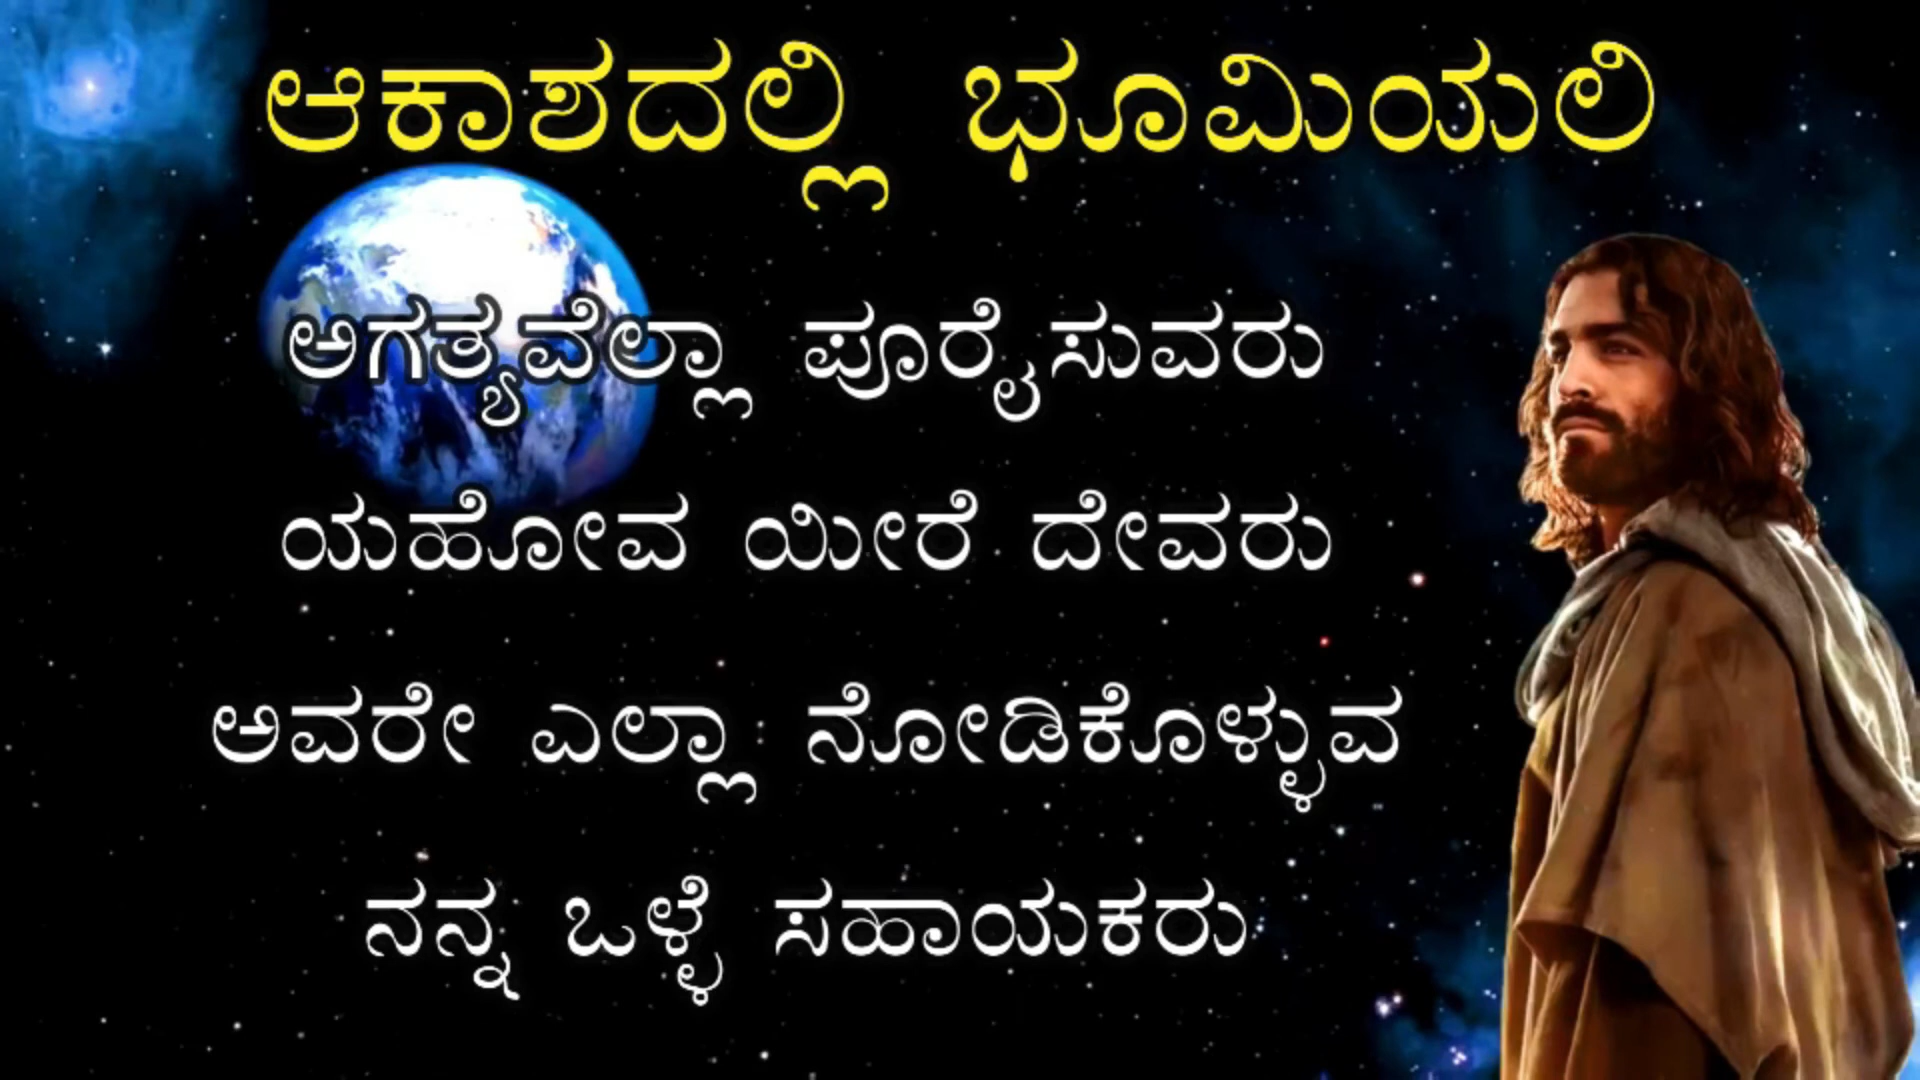 ಆಕಾಶದಲ್ಲಿ ಭೂಮಿಯಲಿ
ಅಗತ್ಯವೆಲ್ಲಾ ಪೂರೈಸುವರು
ಯಹೋವ ಯೀರೆ ದೇವರು
ಅವರೇ ಎಲ್ಲಾ ನೋಡಿಕೊಳ್ಳುವ
ನನ್ನ ಒಳ್ಳೆ ಸಹಾಯಕರು